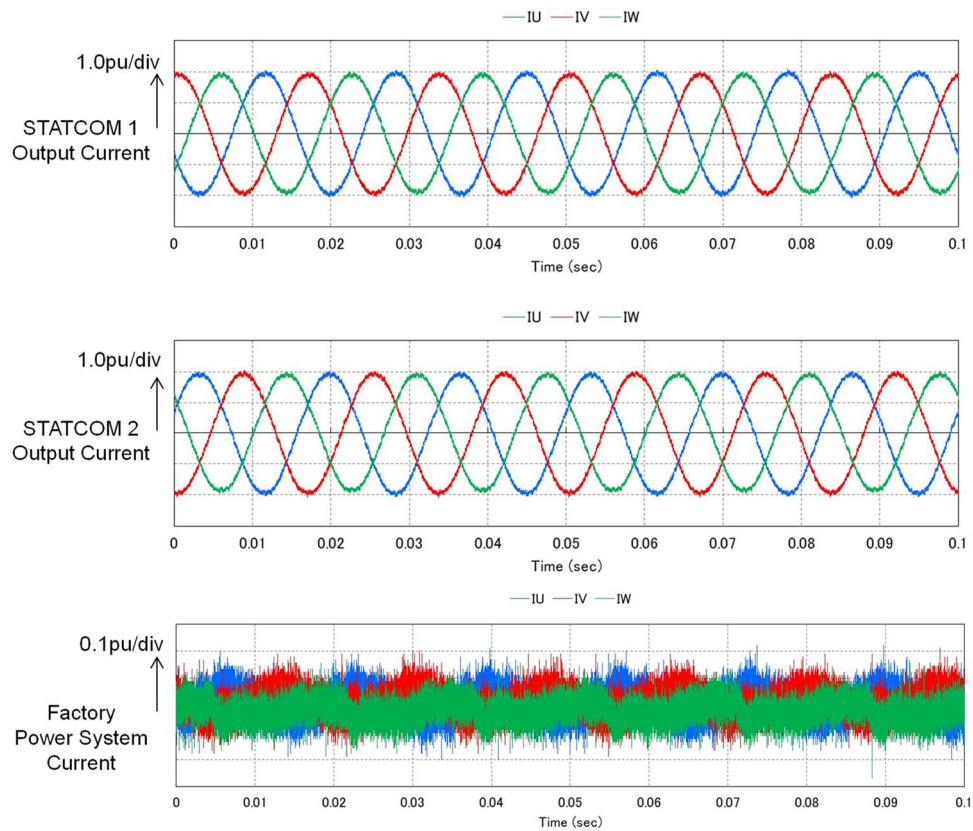 IU IV IW
1.0pu/div
STATCOM 1
Output Current
0 0.01 0.02 0.03 0.04 0.05 0.06 0.07 0.08 0.09 0.1
Time (sec)
IU IV IW
1.0pu/div
STATCOM 2
Output Current
0 0.01 0.02 0.03 0.04 0.05 0.06 0.07 0.08 0.09 0.1
Time (sec)
IU IV IW
0.1pu/div
Factory
Power System
Current
0 0.01 0.02 0.03 0.04 0.05 0.06 0.07 0.08 0.09 0.1
Time (sec)